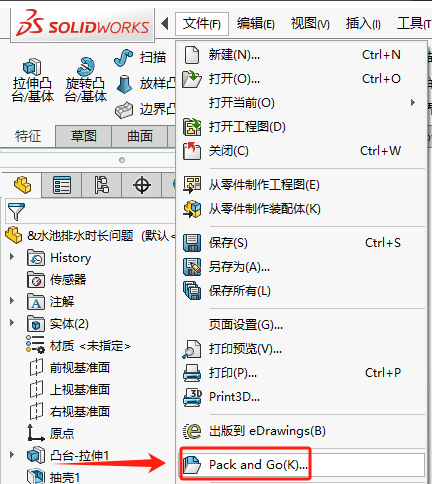 SOLIDWORKS
文件(F) 编辑(E) 视图(V) 插入(I) 工具(T
拉伸凸台/基体
旋转凸台/基体
扫描
放样凸
边界凸
特征 草图 曲面
&水池排水时长问题 (默认<
History
传感器
注解
实体(2)
材质 <未指定>
前视基准面
上视基准面
右视基准面
原点
凸台-拉伸1
抽壳1
新建(N)... Ctrl+N
打开(O)... Ctrl+O
打开当前(O)
打开工程图(D)
关闭(C) Ctrl+W
从零件制作工程图(E)
从零件制作装配体(K)
保存(S) Ctrl+S
另存为(A)...
保存所有(L)
页面设置(G)...
打印预览(V)...
打印(P)... Ctrl+P
Print3D...
出版到 eDrawings(B)
Pack and Go(K)...